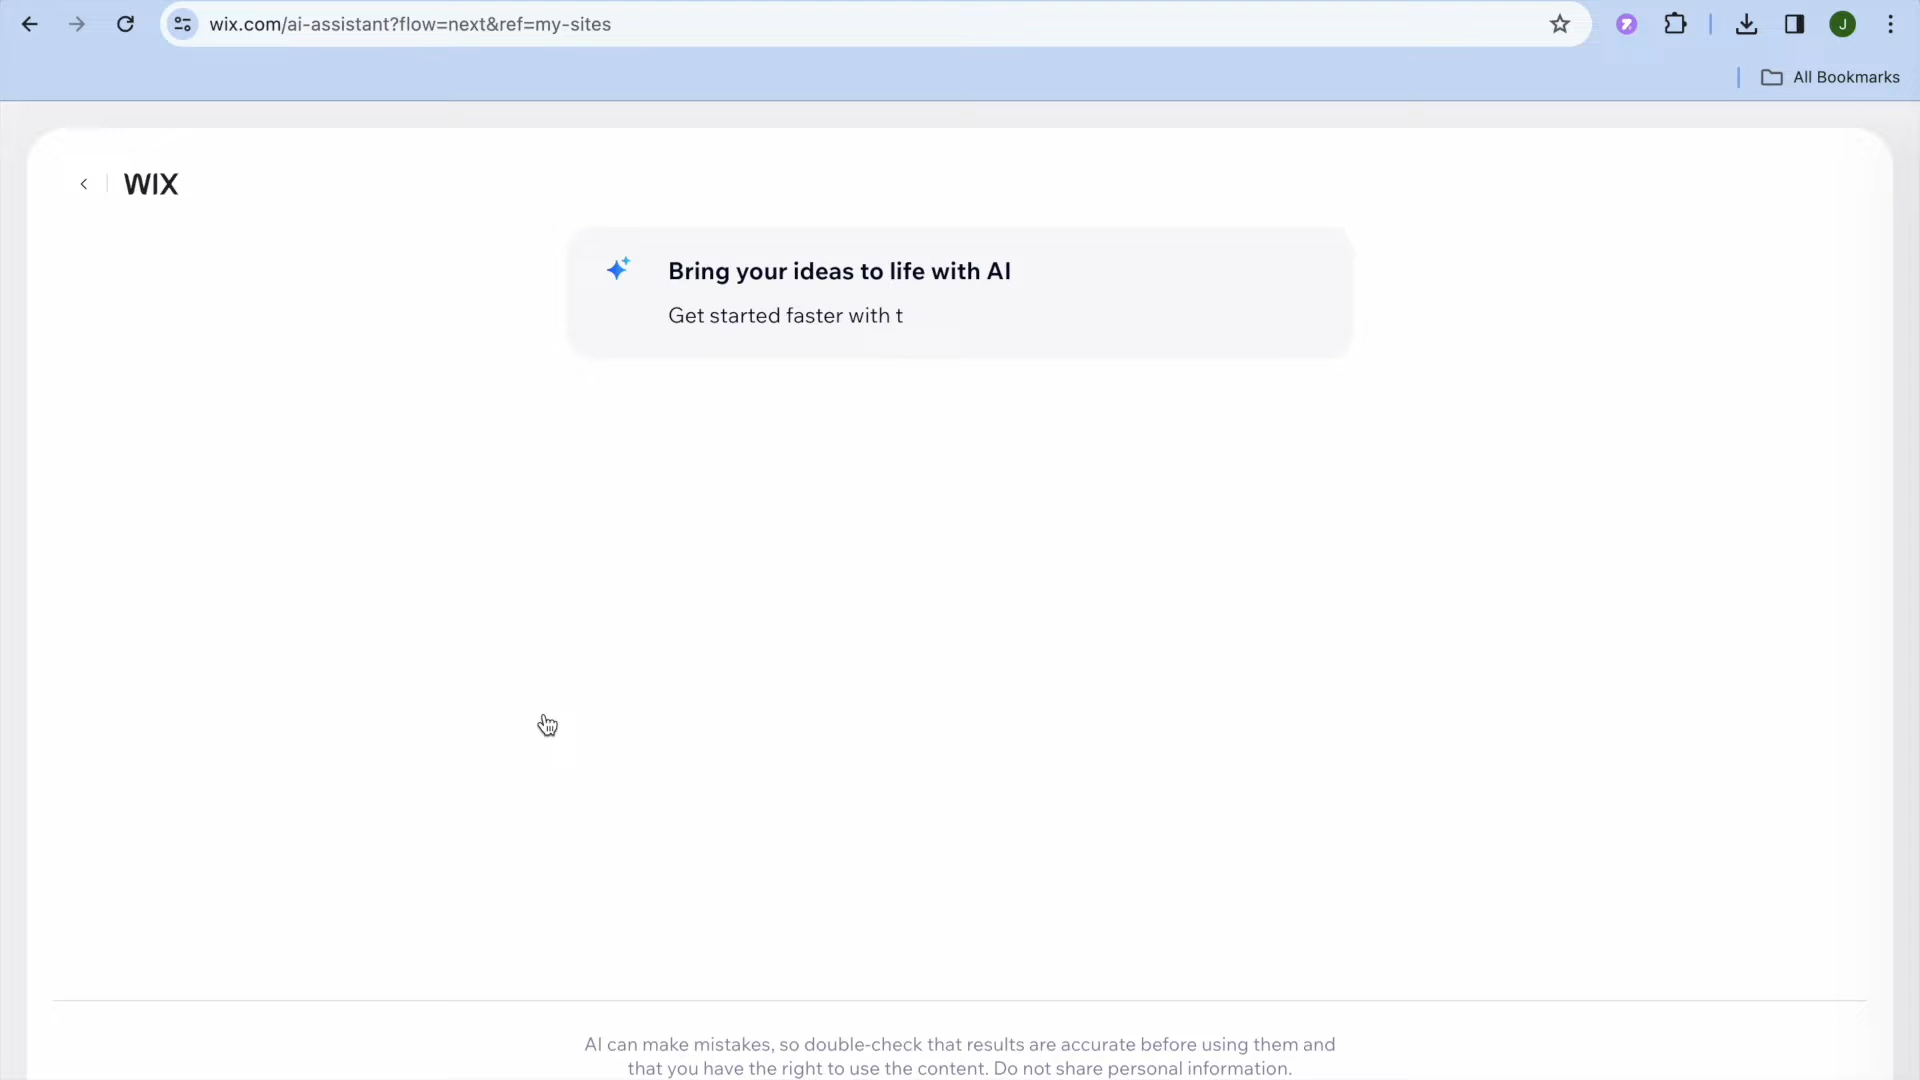 wix.com/ai-assistant?flow=next&ref=my-sites
J
All Bookmarks
WIX
Bring your ideas to life with AI
Get started faster with t
AI can make mistakes, so double-check that results are accurate before using them and
that you have the right to use the content. Do not share personal information.